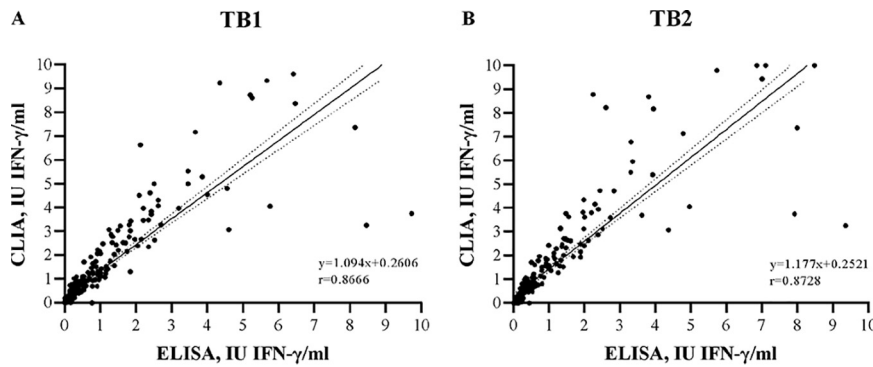 A
TB1
CLIA, IU IFN-γ/ml
10
9
8
7
6
5
4
3
2
1
0
y=1.094x+0.2606
r=0.8666
0 1 2 3 4 5 6 7 8 9 10
ELISA, IU IFN-γ/ml
B
TB2
CLIA, IU IFN-γ/ml
10
9
8
7
6
5
4
3
2
1
0
y=1.177x+0.2521
r=0.8728
0 1 2 3 4 5 6 7 8 9 10
ELISA, IU IFN-γ/ml